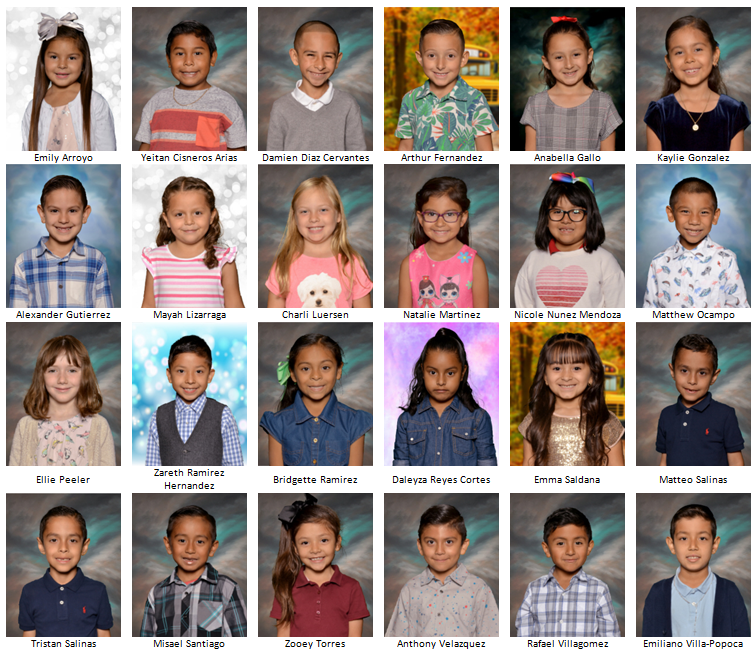 Emily Arroyo
Yeitan Cisneros Arias
Damien Diaz Cervantes
Arthur Fernandez
Anabella Gallo
Kaylie Gonzalez
Alexander Gutierrez
Mayah Lizarraga
Charli Luersen
Natalie Martinez
Nicole Nunez Mendoza
Matthew Ocampo
Ellie Peeler
Zareth Ramirez
Hernandez
Bridgette Ramirez
Daleyza Reyes Cortes
Emma Saldana
Matteo Salinas
Tristan Salinas
Misael Santiago
Zooey Torres
Anthony Velazquez
Rafael Villagomez
Emiliano Villa-Popoca